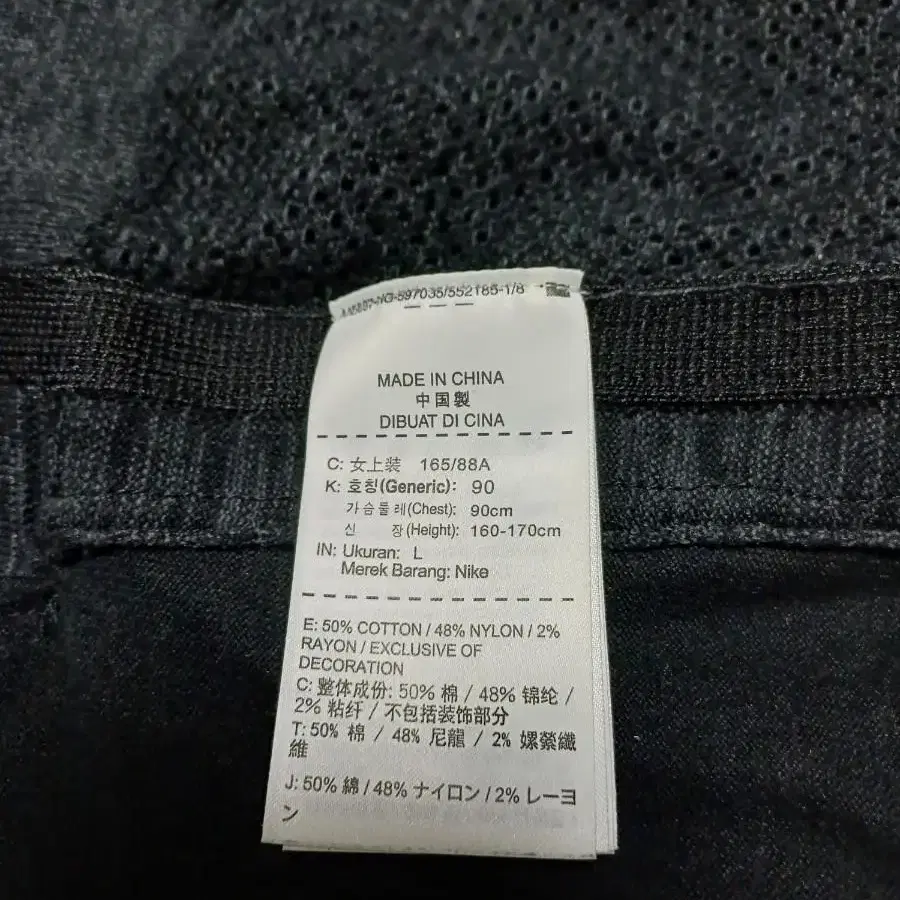 -597035/552185-1/8
MADE IN CHINA
中国製
DIBUAT DI CINA
C: 女上装 165/88A
K: 호칭(Generic): 90
가슴둘레(Chest): 90cm
신 장(Height): 160-170cm
IN: Ukuran: L
Merek Barang: Nike
E: 50% COTTON / 48% NYLON / 2%
RAYON / EXCLUSIVE OF
DECORATION
C: 整体成份: 50% 棉 / 48% 锦纶 /
2% 粘纤 / 不包括装饰部分
T: 50% 棉 / 48% 尼龍 / 2% 嫘縈纖
維
J: 50% 綿 / 48% ナイロン / 2% レーヨ
ン